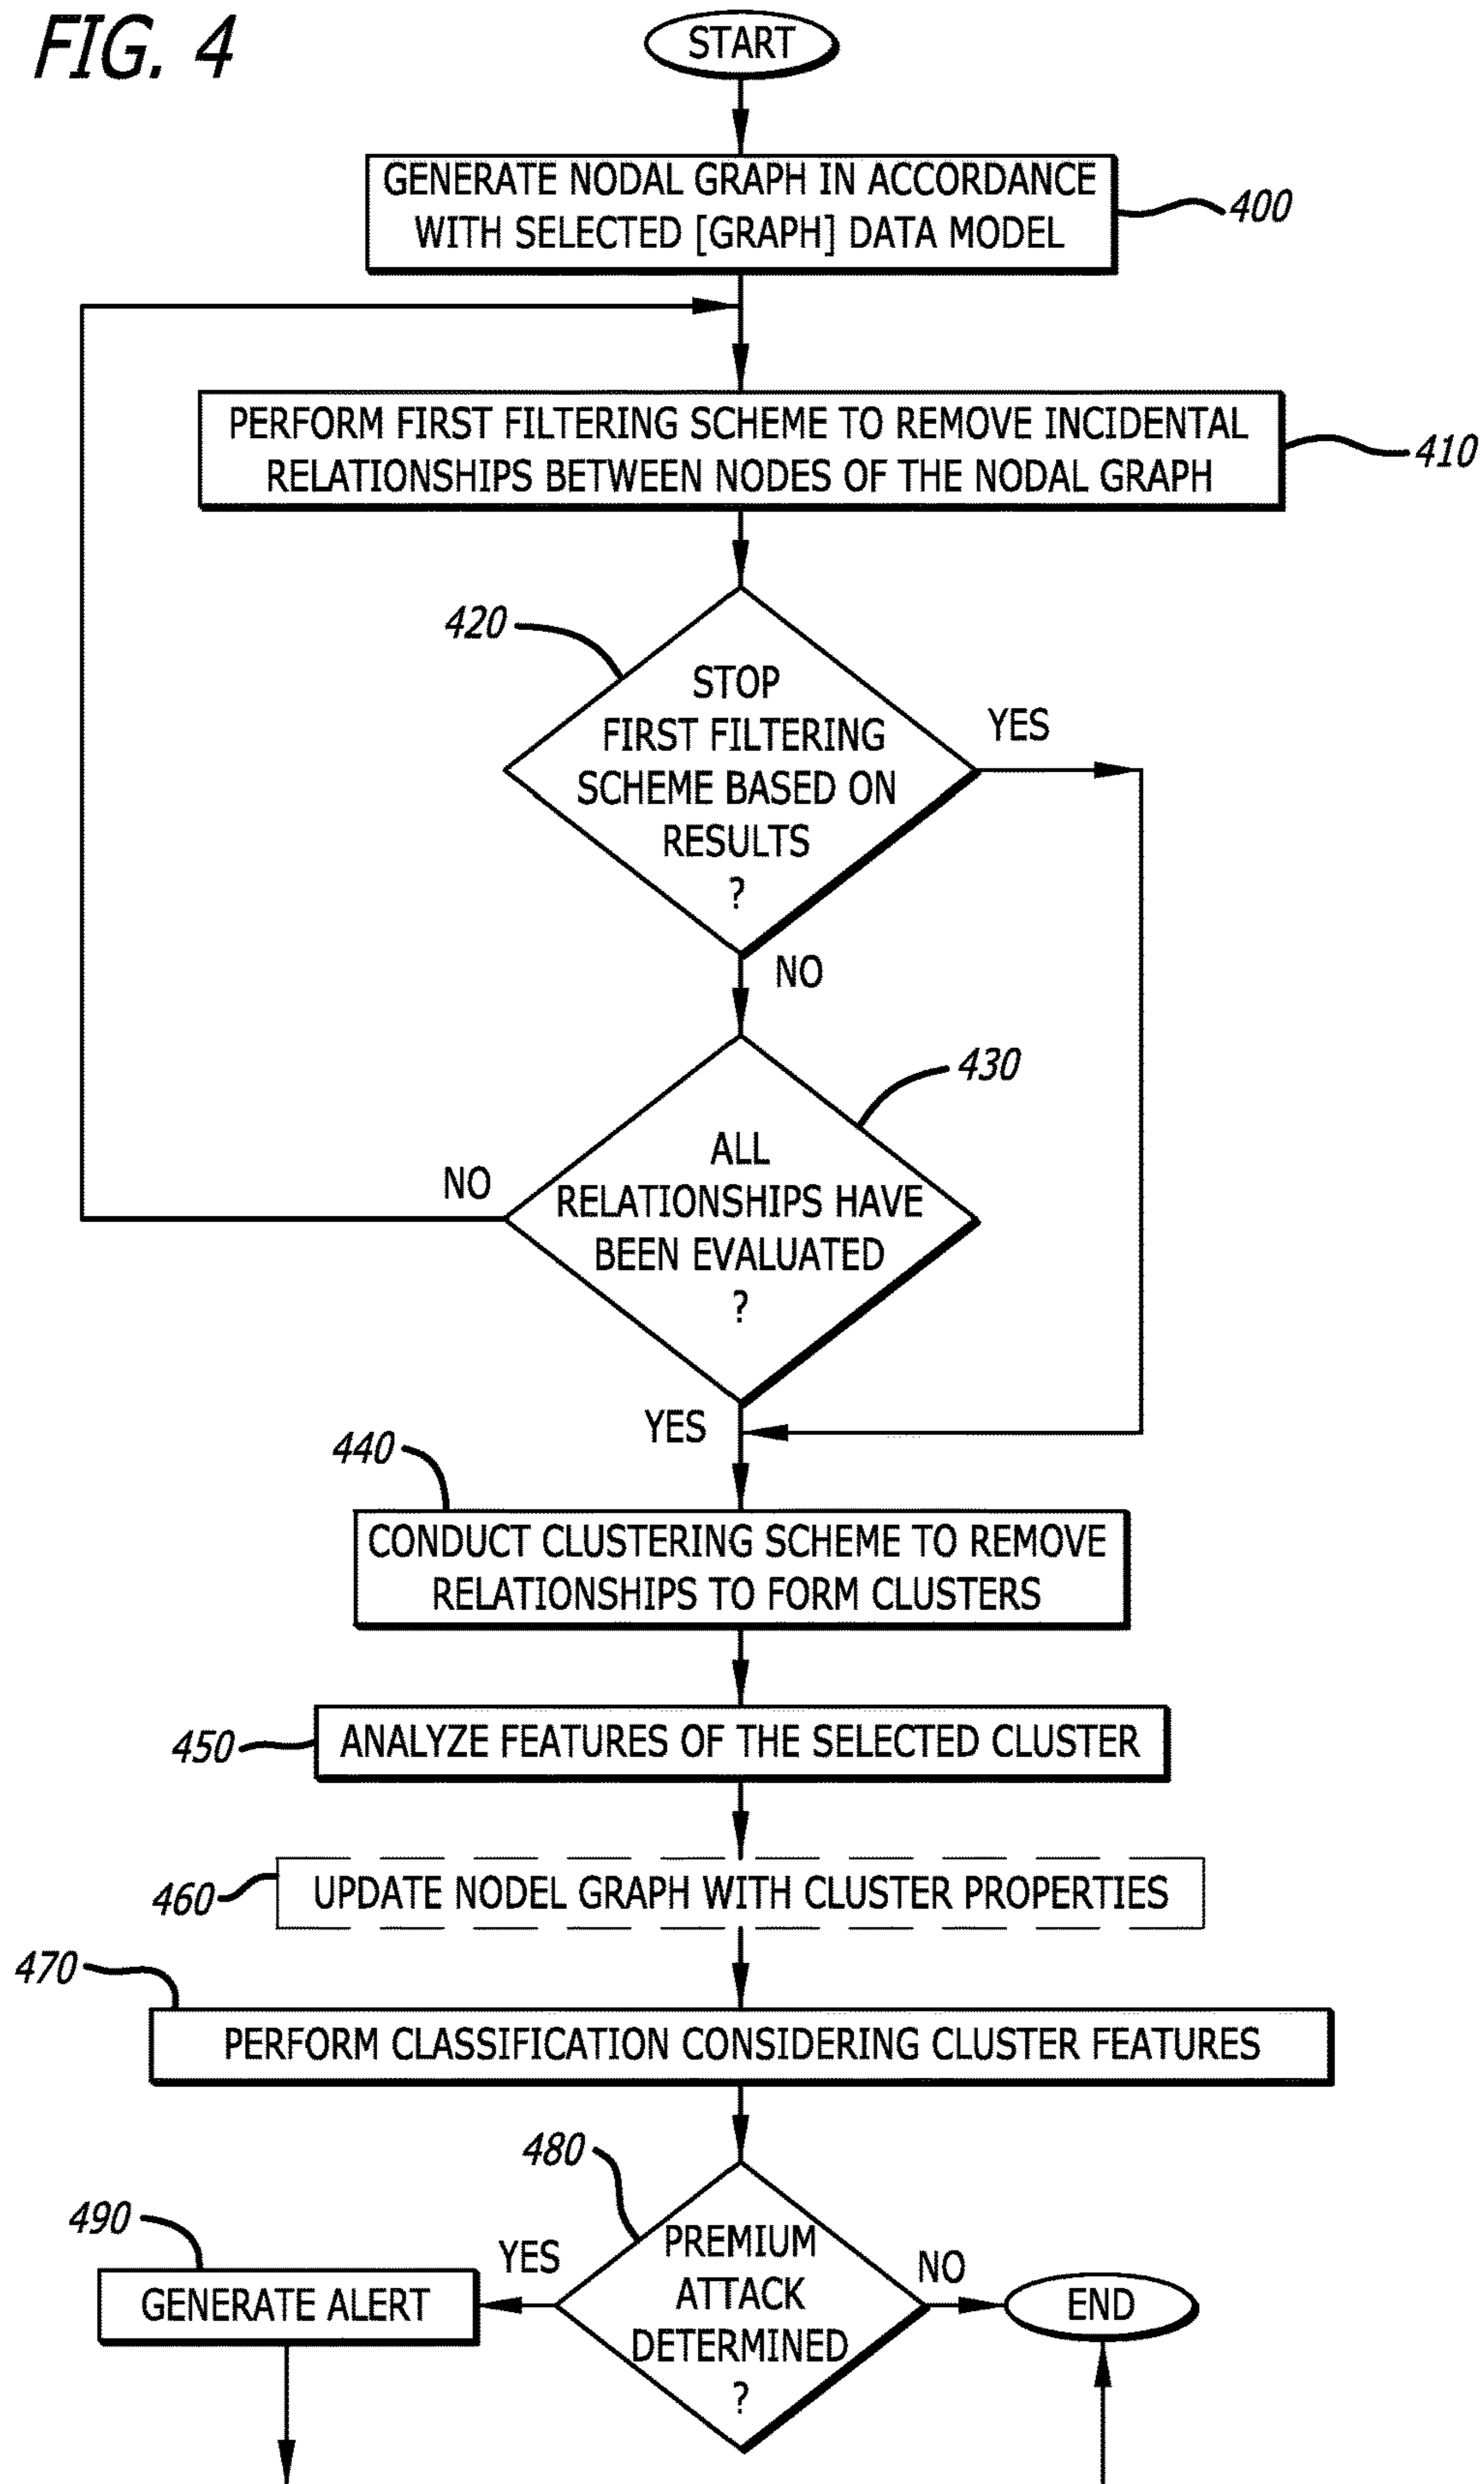 FIG. 4
START
GENERATE NODAL GRAPH IN ACCORDANCE
WITH SELECTED [GRAPH] DATA MODEL
400
PERFORM FIRST FILTERING SCHEME TO REMOVE INCIDENTAL
RELATIONSHIPS BETWEEN NODES OF THE NODAL GRAPH
410
420
STOP
FIRST FILTERING
SCHEME BASED ON
RESULTS
?
YES
NO
430
ALL
RELATIONSHIPS HAVE
BEEN EVALUATED
?
NO
YES
440
CONDUCT CLUSTERING SCHEME TO REMOVE
RELATIONSHIPS TO FORM CLUSTERS
450
ANALYZE FEATURES OF THE SELECTED CLUSTER
460
UPDATE NODEL GRAPH WITH CLUSTER PROPERTIES
470
PERFORM CLASSIFICATION CONSIDERING CLUSTER FEATURES
480
PREMIUM
ATTACK
DETERMINED
?
YES
NO
490
GENERATE ALERT
END